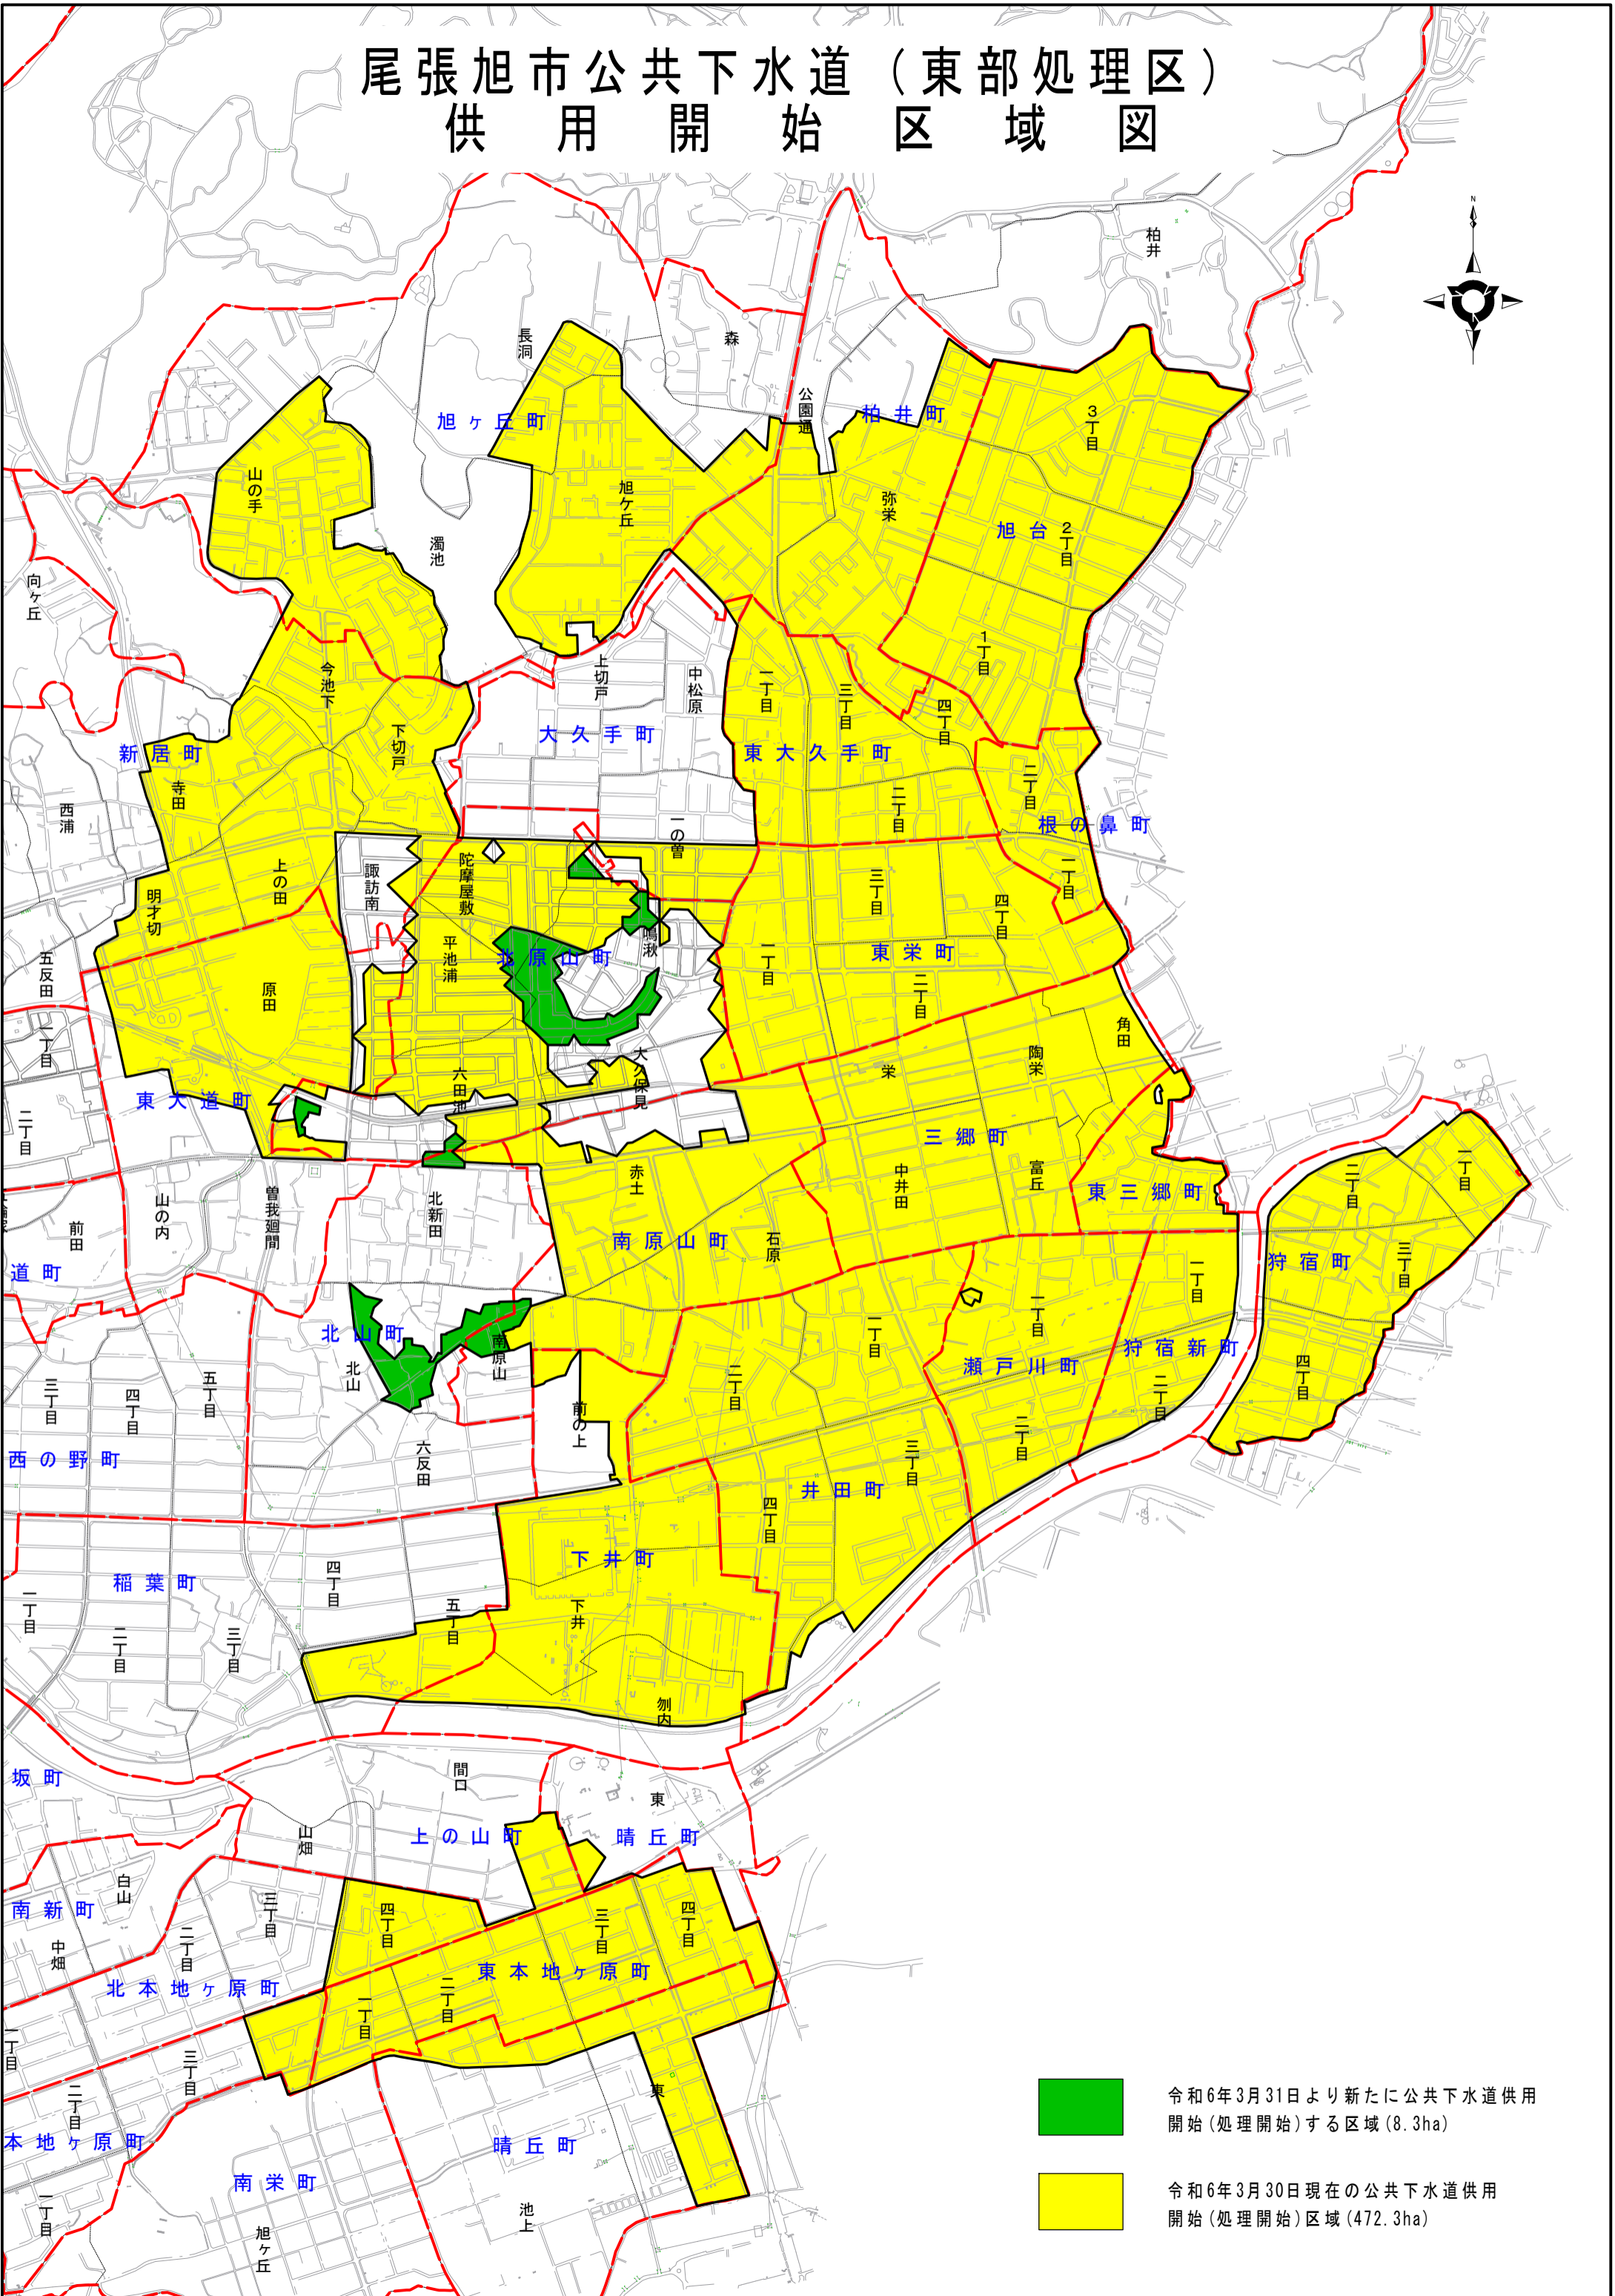 尾張旭市公共下水道(東部処理区)
供用開始区域図
N
柏井
森
長洞
公園通
柏井町
3丁目
旭ヶ丘町
山の手
旭ケ丘
弥栄
旭台
2丁目
濁池
向ヶ丘
1丁目
上切戸
中松原
今池下
一丁目
三丁目
四丁目
下切戸
大久手町
東大久手町
新居町
寺田
二丁目
二丁目
西浦
一の曽
根の鼻町
上の田
諏訪南
陀摩屋敷
三丁目
一丁目
明才切
四丁目
鳴湫
平池浦
北原山町
一丁目
東栄町
五反田
原田
二丁目
一丁目
角田
陶栄
栄
大久保見
六田池
東大道町
二丁目
三郷町
赤土
中井田
富丘
東三郷町
二丁目
一丁目
山の内
曽我廻間
北新田
前田
南原山町
石原
狩宿町
三丁目
道町
一丁目
一丁目
一丁目
北山町
南原山
瀬戸川町
狩宿新町
北山
二丁目
四丁目
三丁目
四丁目
五丁目
二丁目
前の上
二丁目
西の野町
六反田
三丁目
井田町
四丁目
下井町
稲葉町
四丁目
一丁目
五丁目
下井
二丁目
三丁目
刎内
坂町
間口
東
山畑
上の山町
晴丘町
白山
南新町
三丁目
四丁目
三丁目
四丁目
中畑
二丁目
東本地ヶ原町
北本地ヶ原町
二丁目
一丁目
一丁目
三丁目
二丁目
東
本地ヶ原町
晴丘町
南栄町
一丁目
池上
旭ヶ丘
令和6年3月31日より新たに公共下水道供用
開始(処理開始)する区域(8.3ha)
令和6年3月30日現在の公共下水道供用
開始(処理開始)区域(472.3ha)